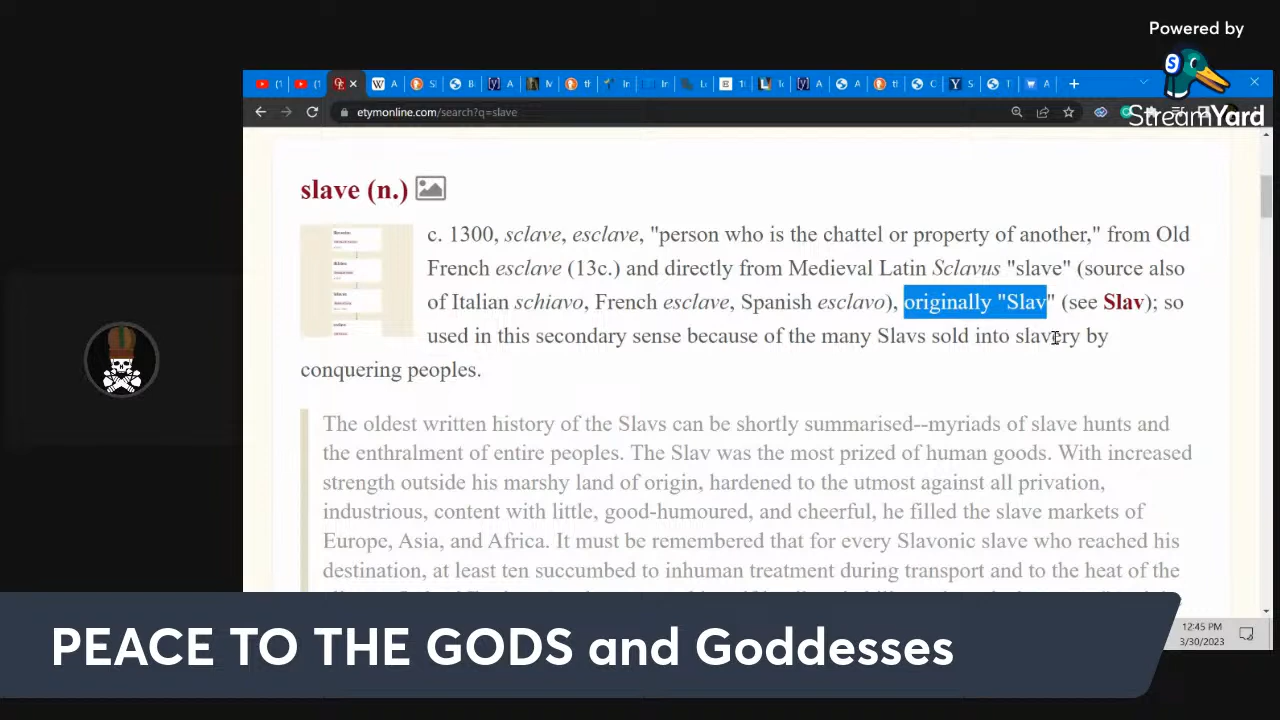 Powered by
StreamYard
etymonline.com/search?q=slave
slave (n.)
c. 1300, sclave, esclave, "person who is the chattel or property of another," from Old
French esclave (13c.) and directly from Medieval Latin Sclavus "slave" (source also
of Italian schiavo, French esclave, Spanish esclavo), originally "Slav" (see Slav); so
used in this secondary sense because of the many Slavs sold into slavery by
conquering peoples.
The oldest written history of the Slavs can be shortly summarised--myriads of slave hunts and
the enthralment of entire peoples. The Slav was the most prized of human goods. With increased
strength outside his marshy land of origin, hardened to the utmost against all privation,
industrious, content with little, good-humoured, and cheerful, he filled the slave markets of
Europe, Asia, and Africa. It must be remembered that for every Slavonic slave who reached his
destination, at least ten succumbed to inhuman treatment during transport and to the heat of the
12:45 PM
3/30/2023
PEACE TO THE GODS and Goddesses